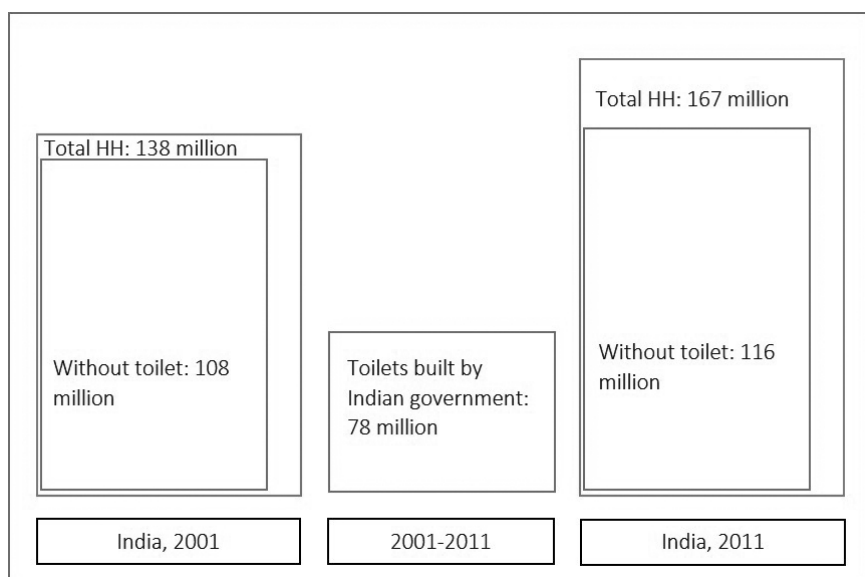 Total HH: 138 million
Without toilet: 108
million
Toilets built by
Indian government:
78 million
Total HH: 167 million
Without toilet: 116
million
India, 2001
2001-2011
India, 2011